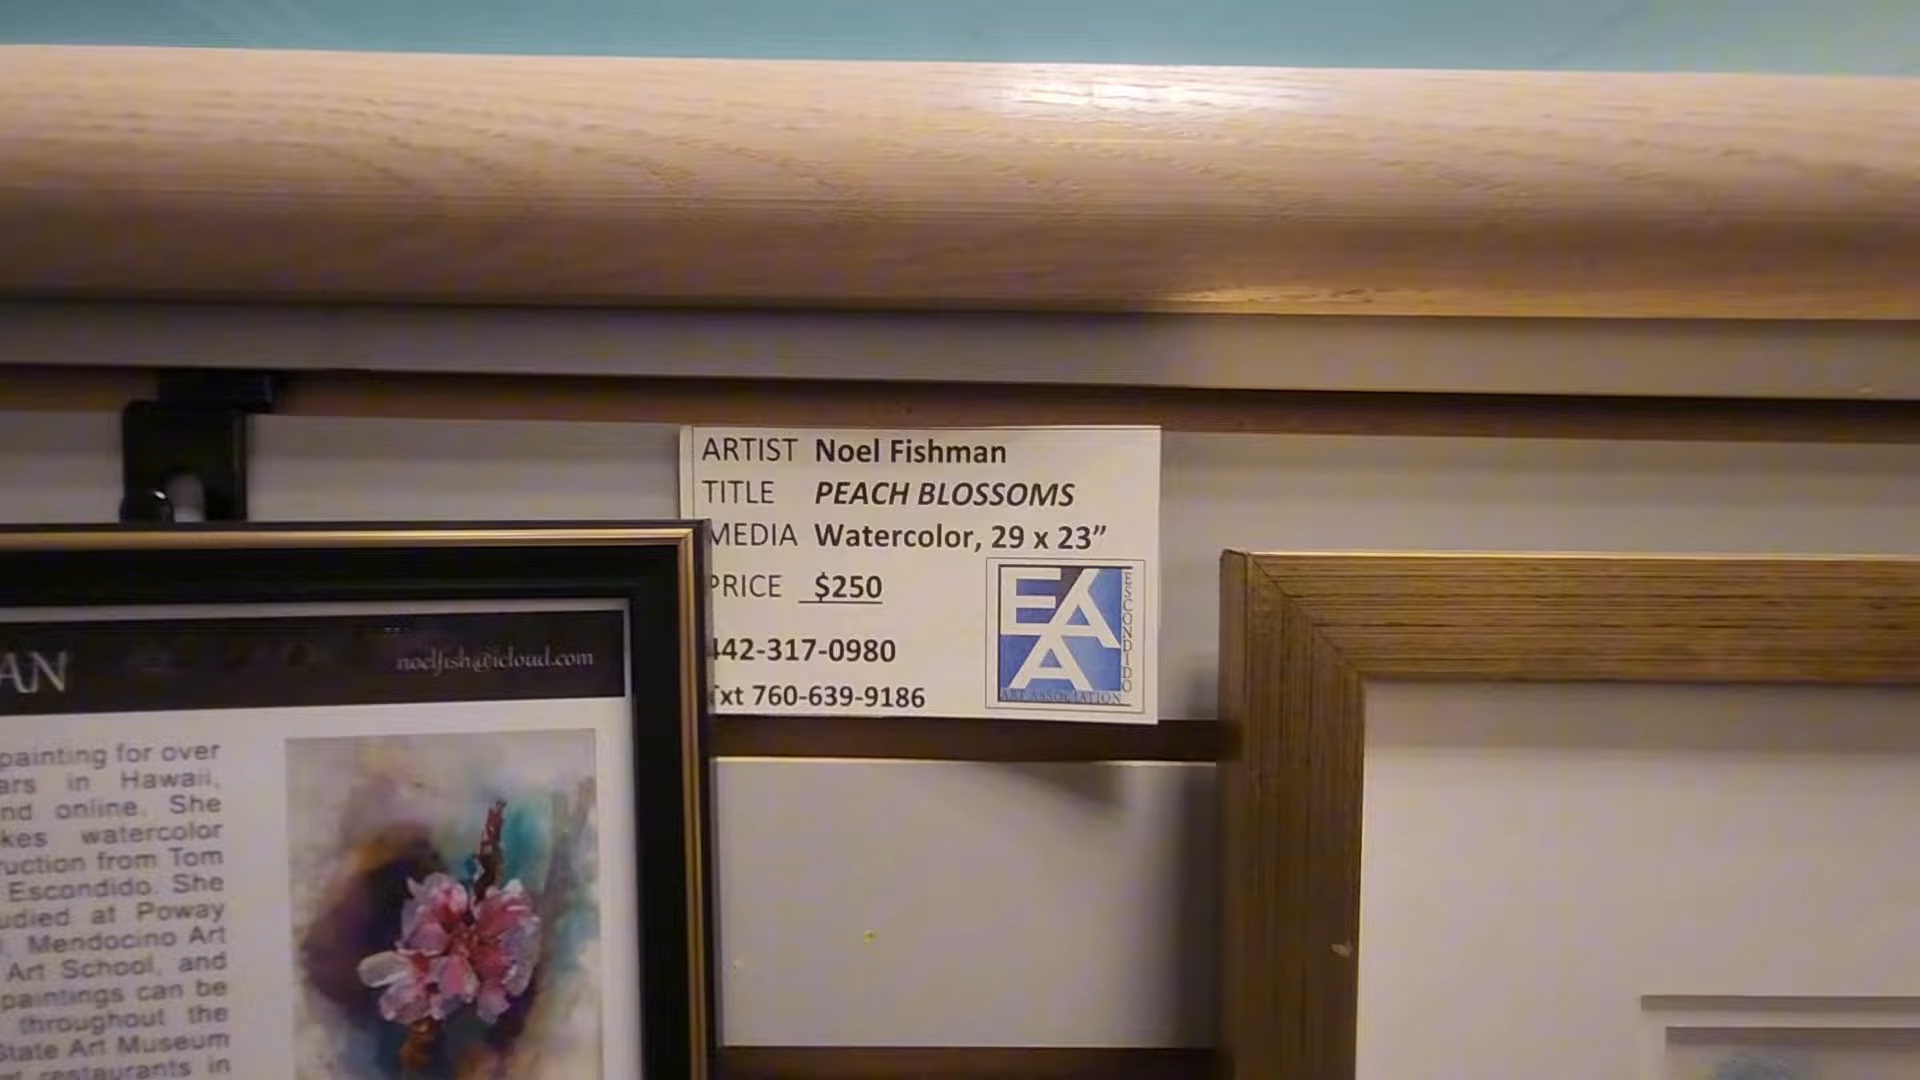 ARTIST Noel Fishman
TITLE PEACH BLOSSOMS
MEDIA Watercolor, 29 x 23”
PRICE $250
442-317-0980
Txt 760-639-9186
EAA
ESCONDIDO
ART ASSOCIATION
AN
noelfish@icloud.com
painting for over
ars in Hawaii,
nd online. She
kes watercolor
uction from Tom
Escondido. She
udied at Poway
Mendocino Art
Art School, and
paintings can be
throughout the
State Art Museum
restaurants in